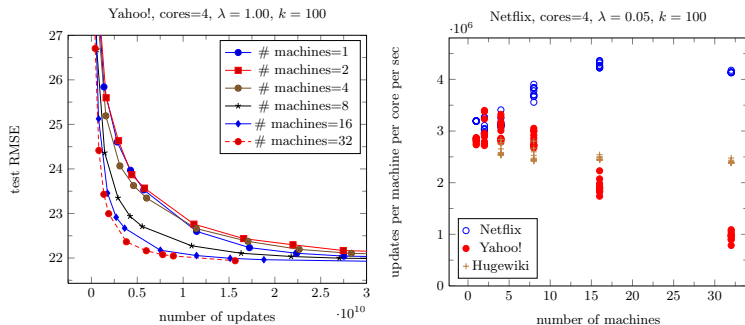 Yahoo!, cores=4, λ = 1.00, k = 100
27
26
25
24
23
22
test RMSE
# machines=1
# machines=2
# machines=4
# machines=8
# machines=16
# machines=32
0
0.5
1
1.5
2
2.5
3
·10^10
number of updates
Netflix, cores=4, λ = 0.05, k = 100
·10^6
5
4
3
2
1
0
updates per machine per core per sec
Netflix
Yahoo!
Hugewiki
0
5
10
15
20
25
30
number of machines